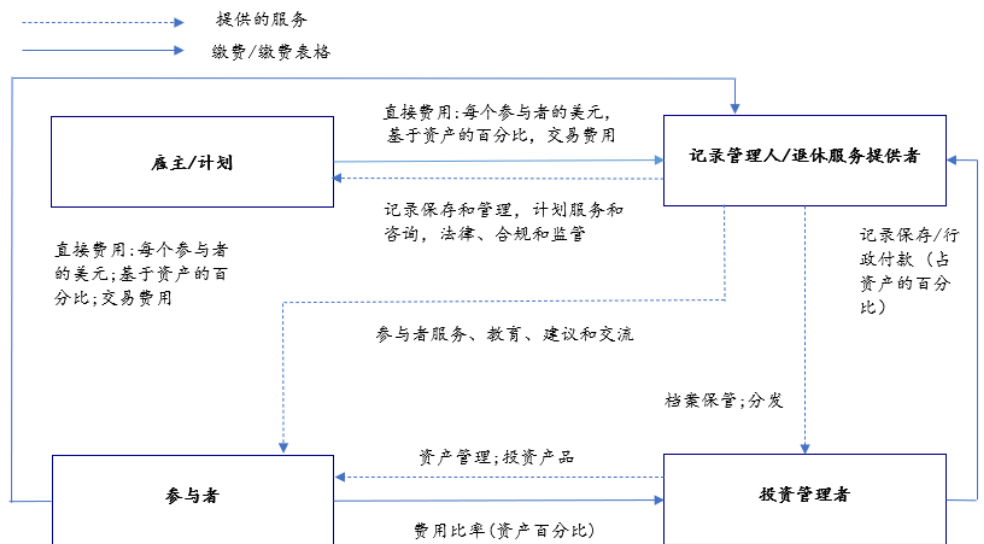 提供的服务
缴费/缴费表格
直接费用:每个参与者的美元,
基于资产的百分比, 交易费用
雇主/计划
记录管理人/退休服务提供者
记录保存和管理, 计划服务和
咨询, 法律、合规和监管
直接费用:每个参与者
的美元;基于资产的百
分比;交易费用
记录保存/行
政付款（占
资产的百分
比）
参与者服务、教育、建议和交流
档案保管;分发
资产管理;投资产品
参与者
投资管理者
费用比率(资产百分比)